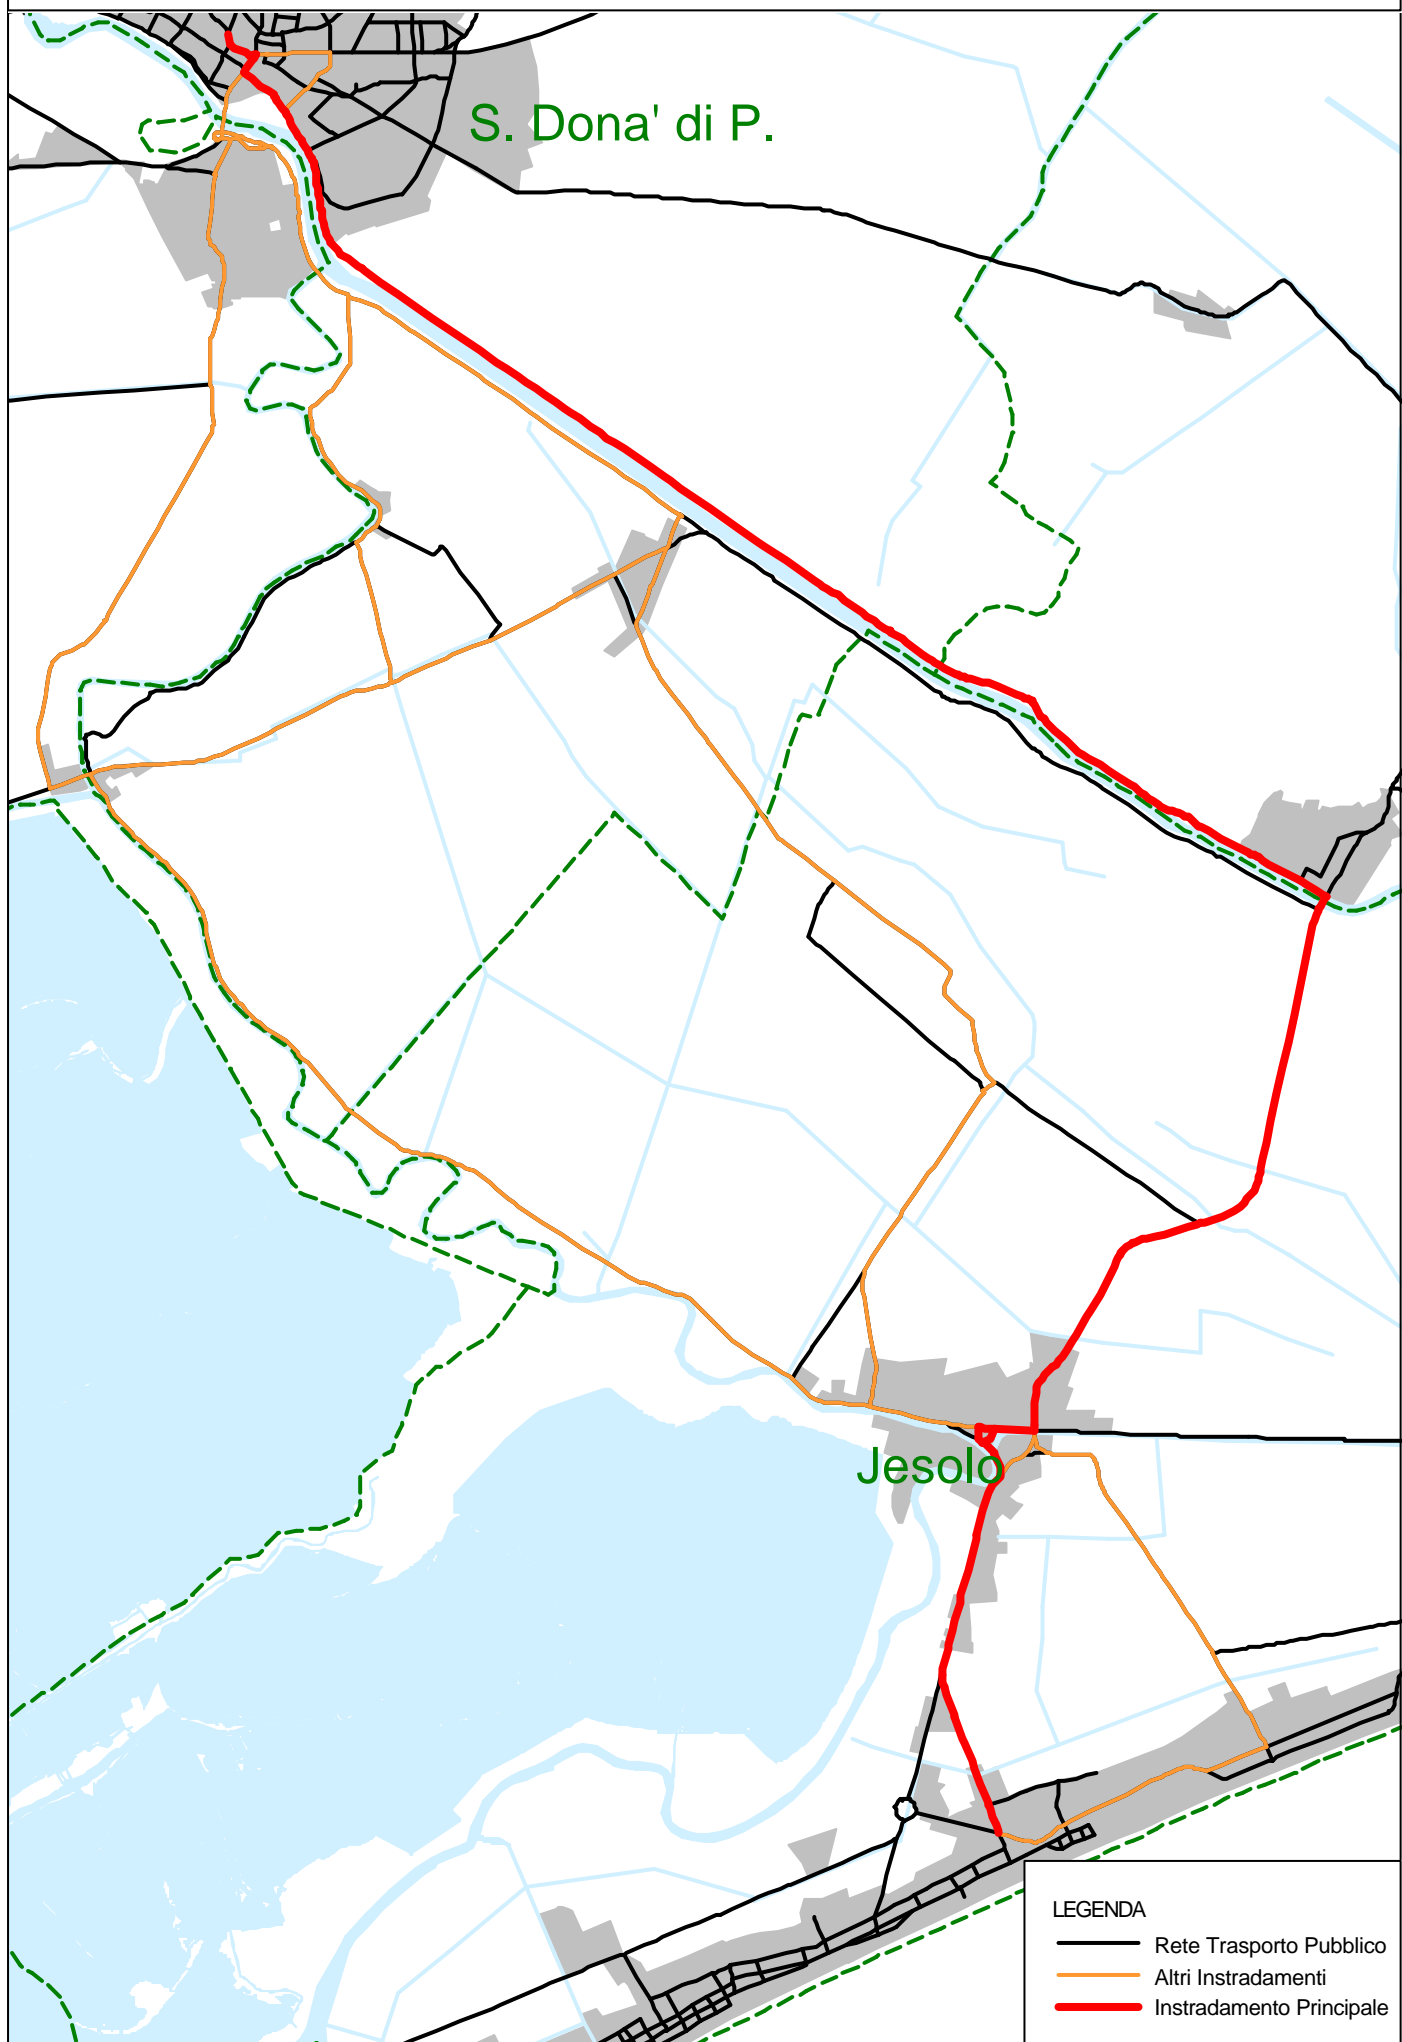 S. Dona' di P.
Jesolo
LEGENDA
Rete Trasporto Pubblico
Altri Instradamenti
Instradamento Principale